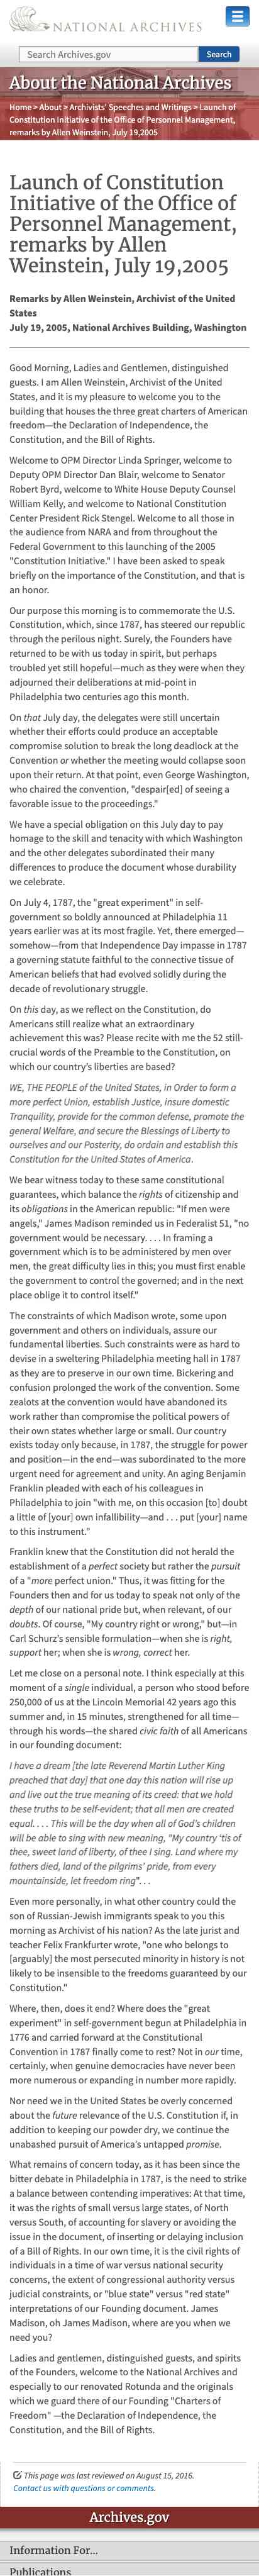 NATIONAL ARCHIVES
Search Archives.gov
Search
About the National Archives
Home > About > Archivists' Speeches and Writings > Launch of
Constitution Initiative of the Office of Personnel Management,
remarks by Allen Weinstein, July 19,2005
Launch of Constitution
Initiative of the Office of
Personnel Management,
remarks by Allen
Weinstein, July 19,2005
Remarks by Allen Weinstein, Archivist of the United
States
July 19, 2005, National Archives Building, Washington
Good Morning, Ladies and Gentlemen, distinguished
guests. I am Allen Weinstein, Archivist of the United
States, and it is my pleasure to welcome you to the
building that houses the three great charters of American
freedom—the Declaration of Independence, the
Constitution, and the Bill of Rights.
Welcome to OPM Director Linda Springer, welcome to
Deputy OPM Director Dan Blair, welcome to Senator
Robert Byrd, welcome to White House Deputy Counsel
William Kelly, and welcome to National Constitution
Center President Rick Stengel. Welcome to all those in
the audience from NARA and from throughout the
Federal Government to this launching of the 2005
"Constitution Initiative." I have been asked to speak
briefly on the importance of the Constitution, and that is
an honor.
Our purpose this morning is to commemorate the U.S.
Constitution, which, since 1787, has steered our republic
through the perilous night. Surely, the Founders have
returned to be with us today in spirit, but perhaps
troubled yet still hopeful—much as they were when they
adjourned their deliberations at mid-point in
Philadelphia two centuries ago this month.
On that July day, the delegates were still uncertain
whether their efforts could produce an acceptable
compromise solution to break the long deadlock at the
Convention or whether the meeting would collapse soon
upon their return. At that point, even George Washington,
who chaired the convention, "despair[ed] of seeing a
favorable issue to the proceedings."
We have a special obligation on this July day to pay
homage to the skill and tenacity with which Washington
and the other delegates subordinated their many
differences to produce the document whose durability
we celebrate.
On July 4, 1787, the "great experiment" in self-
government so boldly announced at Philadelphia 11
years earlier was at its most fragile. Yet, there emerged—
somehow—from that Independence Day impasse in 1787
a governing statute faithful to the connective tissue of
American beliefs that had evolved solidly during the
decade of revolutionary struggle.
On this day, as we reflect on the Constitution, do
Americans still realize what an extraordinary
achievement this was? Please recite with me the 52 still-
crucial words of the Preamble to the Constitution, on
which our country's liberties are based?
WE, THE PEOPLE of the United States, in Order to form a
more perfect Union, establish Justice, insure domestic
Tranquility, provide for the common defense, promote the
general Welfare, and secure the Blessings of Liberty to
ourselves and our Posterity, do ordain and establish this
Constitution for the United States of America.
We bear witness today to these same constitutional
guarantees, which balance the rights of citizenship and
its obligations in the American republic: "If men were
angels," James Madison reminded us in Federalist 51, "no
government would be necessary. . . . In framing a
government which is to be administered by men over
men, the great difficulty lies in this; you must first enable
the government to control the governed; and in the next
place oblige it to control itself."
The constraints of which Madison wrote, some upon
government and others on individuals, assure our
fundamental liberties. Such constraints were as hard to
devise in a sweltering Philadelphia meeting hall in 1787
as they are to preserve in our own time. Bickering and
confusion prolonged the work of the convention. Some
zealots at the convention would have abandoned its
work rather than compromise the political powers of
their own states whether large or small. Our country
exists today only because, in 1787, the struggle for power
and position—in the end—was subordinated to the more
urgent need for agreement and unity. An aging Benjamin
Franklin pleaded with each of his colleagues in
Philadelphia to join "with me, on this occasion [to] doubt
a little of [your] own infallibility—and . . . put [your] name
to this instrument."
Franklin knew that the Constitution did not herald the
establishment of a perfect society but rather the pursuit
of a "more perfect union." Thus, it was fitting for the
Founders then and for us today to speak not only of the
depth of our national pride but, when relevant, of our
doubts. Of course, "My country right or wrong," but—in
Carl Schurz's sensible formulation—when she is right,
support her; when she is wrong, correct her.
Let me close on a personal note. I think especially at this
moment of a single individual, a person who stood before
250,000 of us at the Lincoln Memorial 42 years ago this
summer and, in 15 minutes, strengthened for all time—
through his words—the shared civic faith of all Americans
in our founding document:
I have a dream [the late Reverend Martin Luther King
preached that day] that one day this nation will rise up
and live out the true meaning of its creed: that we hold
these truths to be self-evident; that all men are created
equal. . . . This will be the day when all of God's children
will be able to sing with new meaning, "My country 'tis of
thee, sweet land of liberty, of thee I sing. Land where my
fathers died, land of the pilgrims' pride, from every
mountainside, let freedom ring". . .
Even more personally, in what other country could the
son of Russian-Jewish immigrants speak to you this
morning as Archivist of his nation? As the late jurist and
teacher Felix Frankfurter wrote, "one who belongs to
[arguably] the most persecuted minority in history is not
likely to be insensible to the freedoms guaranteed by our
Constitution."
Where, then, does it end? Where does the "great
experiment" in self-government begun at Philadelphia in
1776 and carried forward at the Constitutional
Convention in 1787 finally come to rest? Not in our time,
certainly, when genuine democracies have never been
more numerous or expanding in number more rapidly.
Nor need we in the United States be overly concerned
about the future relevance of the U.S. Constitution if, in
addition to keeping our powder dry, we continue the
unabashed pursuit of America's untapped promise.
What remains of concern today, as it has been since the
bitter debate in Philadelphia in 1787, is the need to strike
a balance between contending imperatives: At that time,
it was the rights of small versus large states, of North
versus South, of accounting for slavery or avoiding the
issue in the document, of inserting or delaying inclusion
of a Bill of Rights. In our own time, it is the civil rights of
individuals in a time of war versus national security
concerns, the extent of congressional authority versus
judicial constraints, or "blue state" versus "red state"
interpretations of our Founding document. James
Madison, oh James Madison, where are you when we
need you?
Ladies and gentlemen, distinguished guests, and spirits
of the Founders, welcome to the National Archives and
especially to our renovated Rotunda and the originals
which we guard there of our Founding "Charters of
Freedom" —the Declaration of Independence, the
Constitution, and the Bill of Rights.
This page was last reviewed on August 15, 2016.
Contact us with questions or comments.
Archives.gov
Information For...
Publications